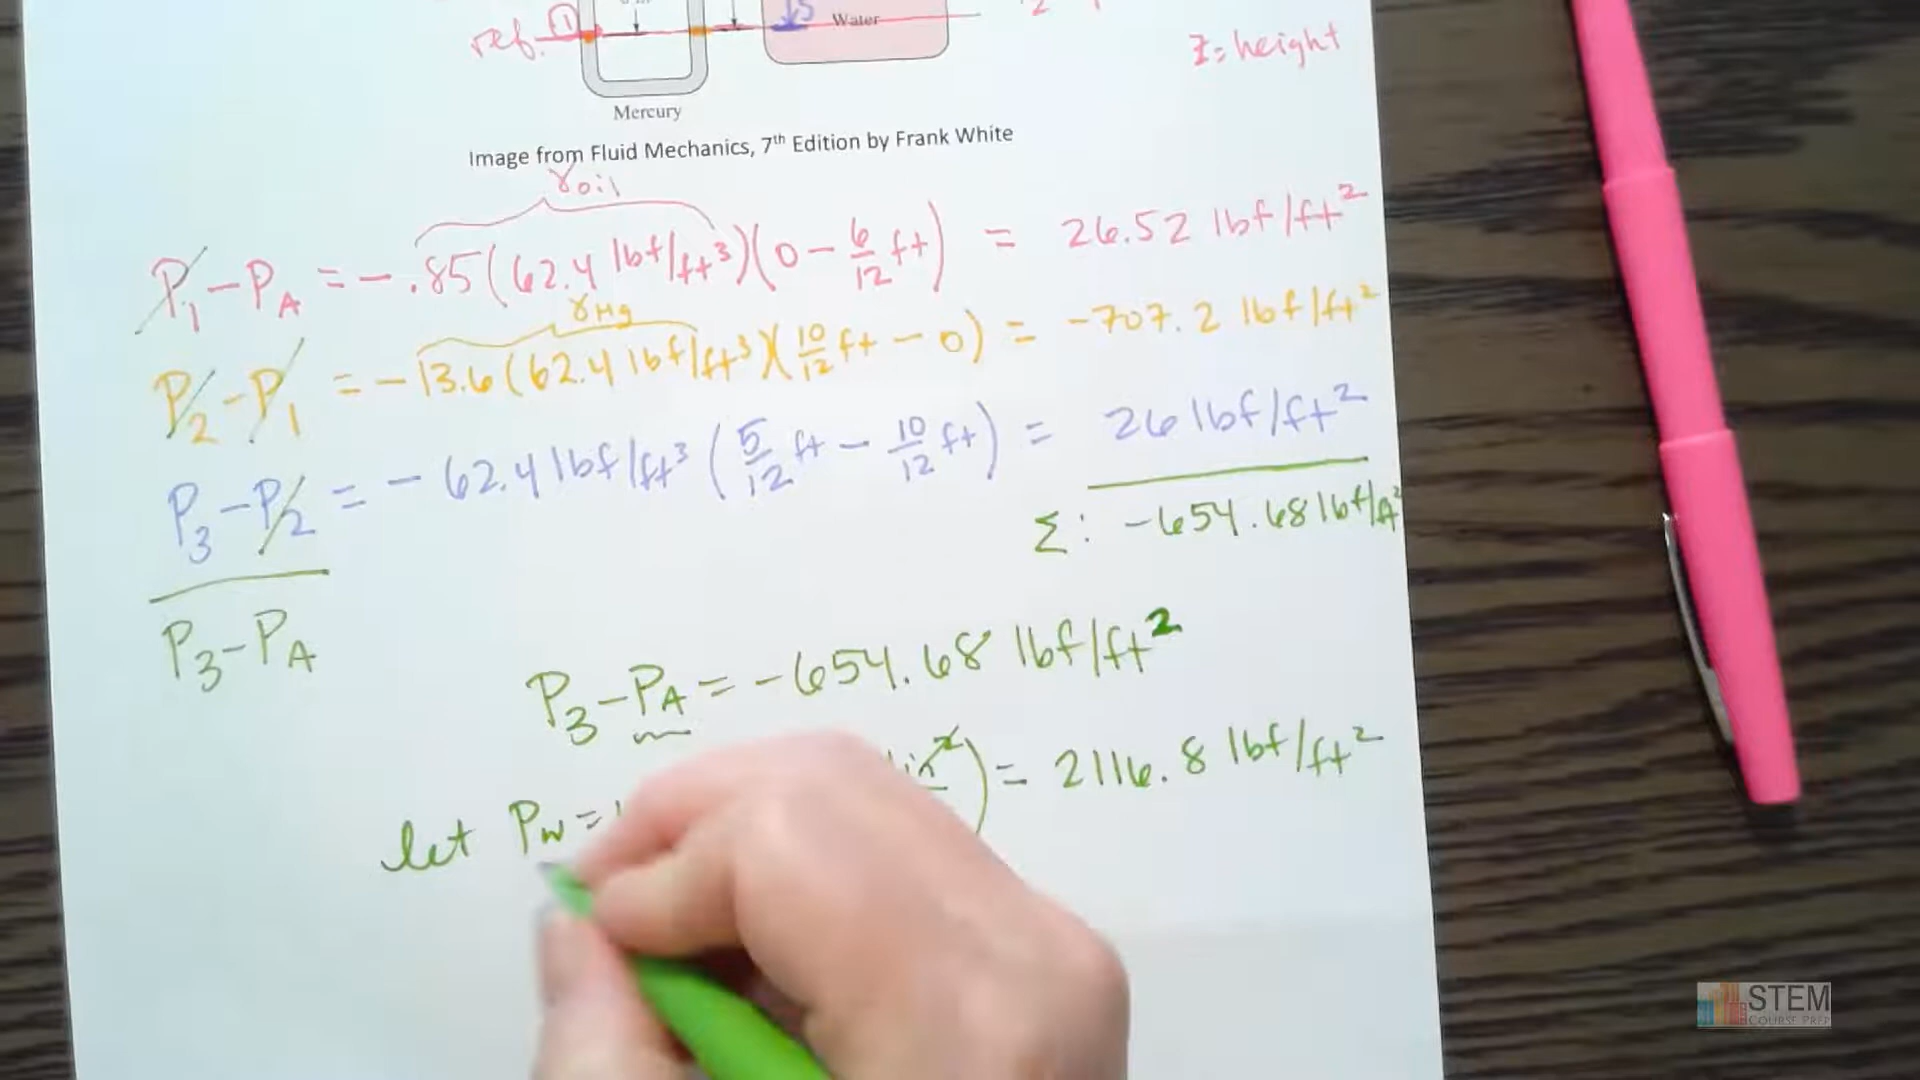 ref. 1
Water
Z = height
Mercury
Image from Fluid Mechanics, 7th Edition by Frank White
γoil
P1 - PA = - .85 (62.4 lbf/ft³)(0 - 6/12 ft) = 26.52 lbf/ft²
γHg
P2 - P1 = - 13.6 (62.4 lbf/ft³)(10/12 ft - 0) = -707.2 lbf/ft²
P3 - P2 = - 62.4 lbf/ft³ (5/12 ft - 10/12 ft) = 26 lbf/ft²
Σ: -654.68 lbf/ft²
P3 - PA
P3 - PA = -654.68 lbf/ft²
let Pw = in²) = 2116.8 lbf/ft²
STEM
COURSE PREP